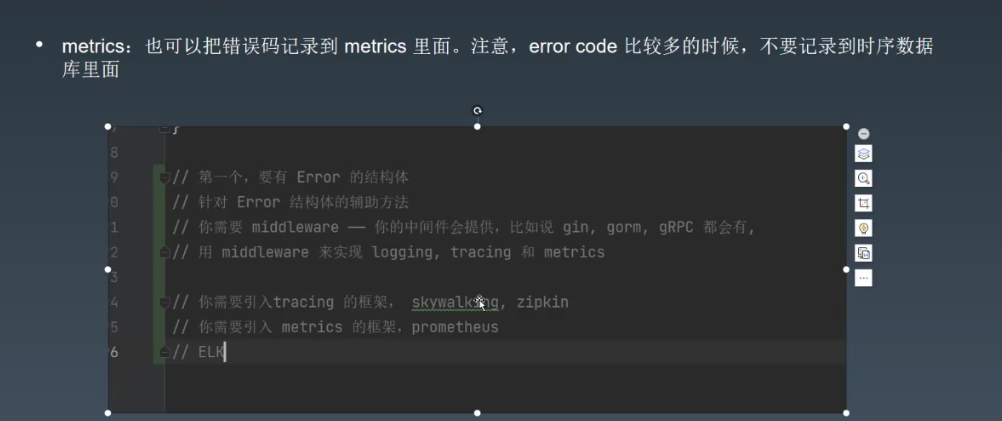 • metrics：也可以把错误码记录到 metrics 里面。注意，error code 比较多的时候，不要记录到时序数据
库里面
7 }
8
9 // 第一个，要有 Error 的结构体
0 // 针对 Error 结构体的辅助方法
1 // 你需要 middleware —— 你的中间件会提供，比如说 gin, gorm, gRPC 都会有,
2 // 用 middleware 来实现 logging, tracing 和 metrics
3
4 // 你需要引入tracing 的框架， skywalking, zipkin
5 // 你需要引入 metrics 的框架，prometheus
6 // ELK